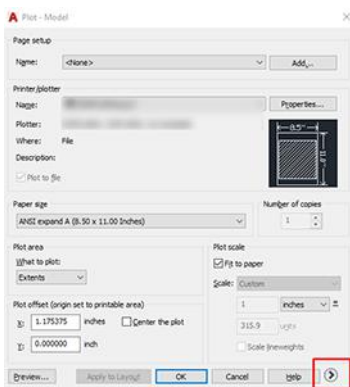 Plot - Model
Page setup
Name: <None> Add...
Printer/plotter
Name: Properties...
Plotter:
Where: File
Description:
Plot to file
8.5"
11.0"
Paper size
ANSI expand A (8.50 x 11.00 Inches)
Number of copies
1
Plot area
What to plot:
Extents
Plot scale
Fit to paper
Scale: Custom
1 inches =
315.9 units
Scale lineweights
Plot offset (origin set to printable area)
X: 1.175375 inches Center the plot
Y: 0.000000 inch
Preview... Apply to Layout OK Cancel Help